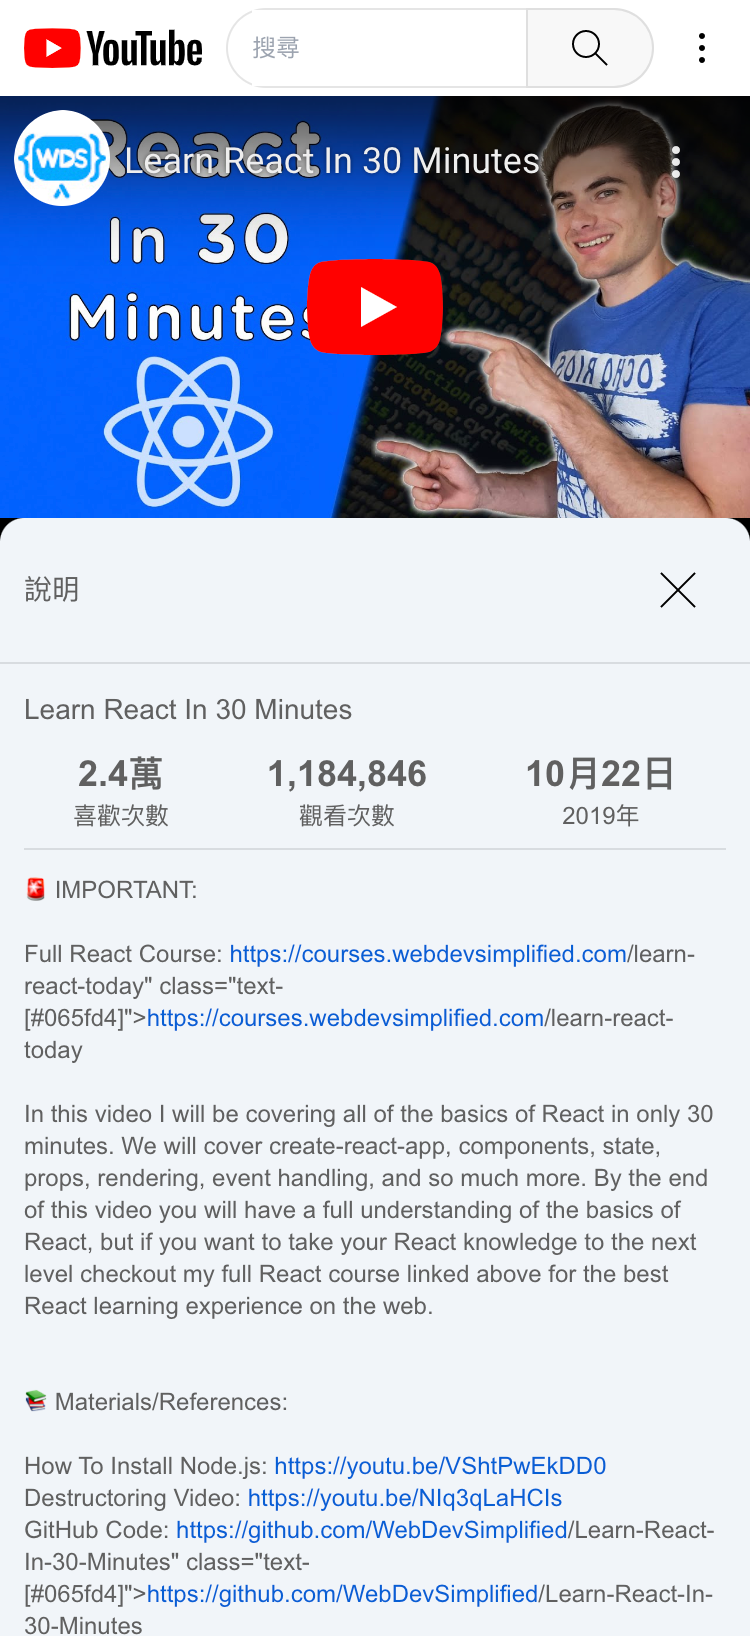 YouTube
搜尋
React
WDS
Learn React In 30 Minutes
In 30
Minutes
說明
Learn React In 30 Minutes
2.4萬
1,184,846
10月22日
喜歡次數
觀看次數
2019年
🚨 IMPORTANT:
Full React Course: https://courses.webdevsimplified.com/learn-
react-today" class="text-
[#065fd4]">https://courses.webdevsimplified.com/learn-react-
today
In this video I will be covering all of the basics of React in only 30
minutes. We will cover create-react-app, components, state,
props, rendering, event handling, and so much more. By the end
of this video you will have a full understanding of the basics of
React, but if you want to take your React knowledge to the next
level checkout my full React course linked above for the best
React learning experience on the web.
📚 Materials/References:
How To Install Node.js: https://youtu.be/VShtPwEkDD0
Destructoring Video: https://youtu.be/NIq3qLaHCIs
GitHub Code: https://github.com/WebDevSimplified/Learn-React-
In-30-Minutes" class="text-
[#065fd4]">https://github.com/WebDevSimplified/Learn-React-In-
30-Minutes